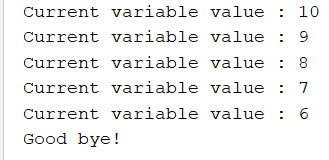 Current variable value : 10
Current variable value : 9
Current variable value : 8
Current variable value : 7
Current variable value : 6
Good bye!